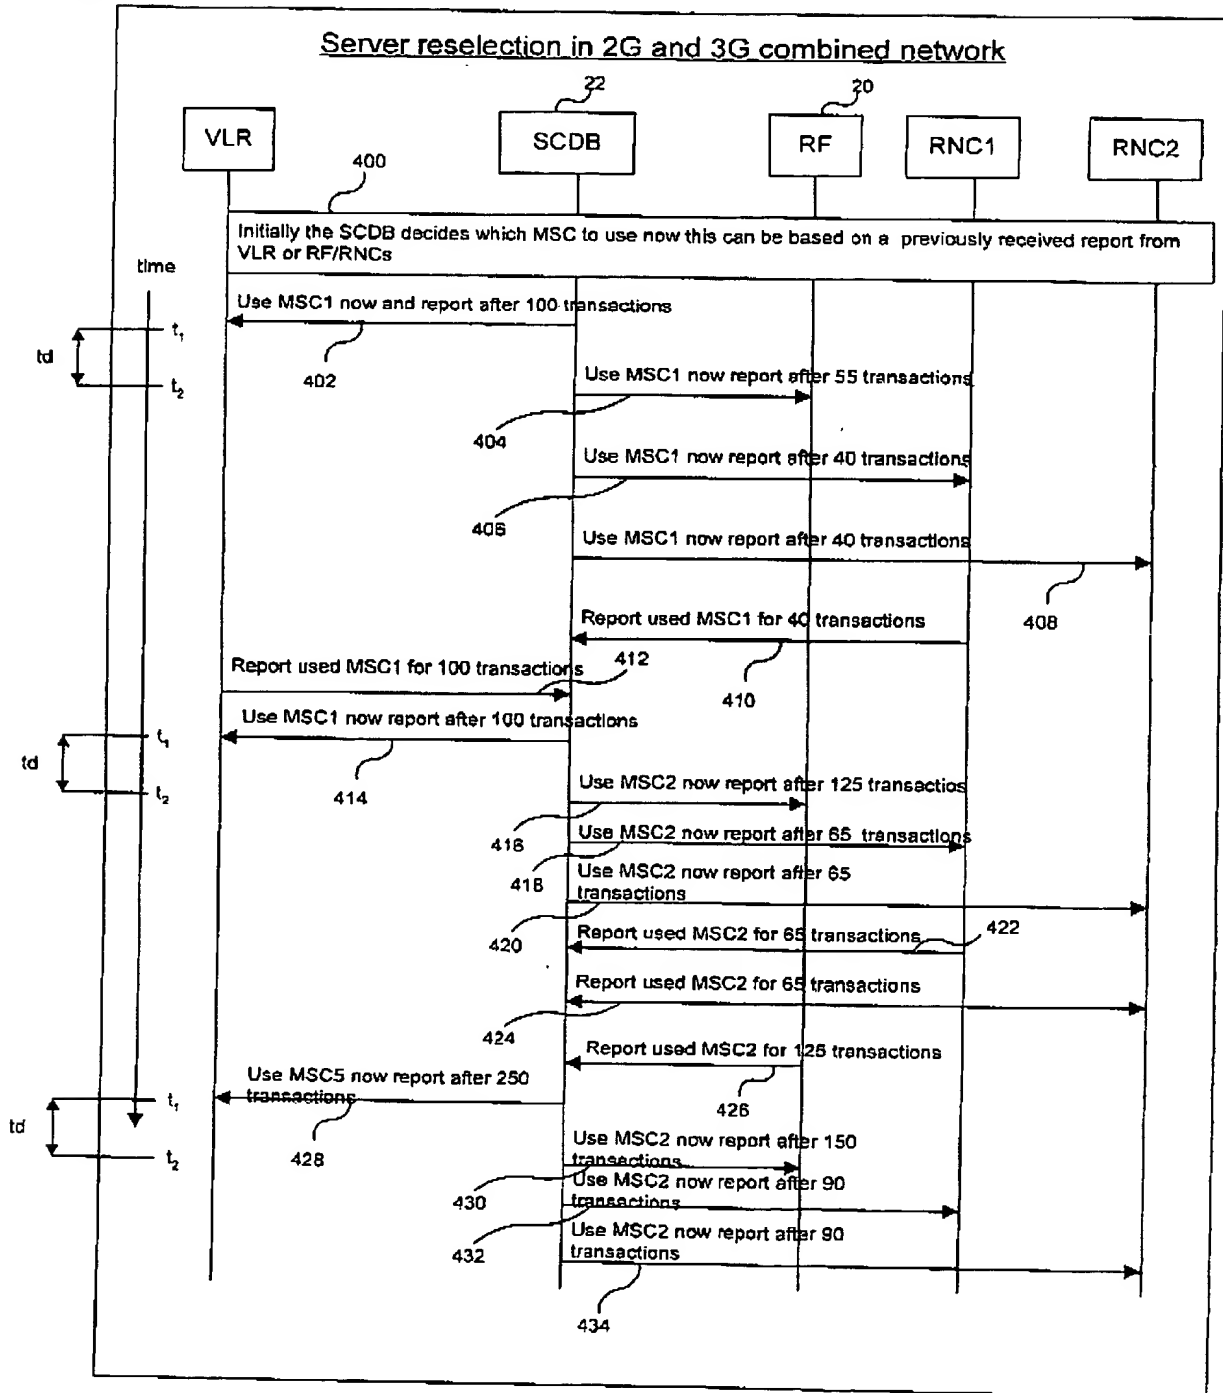 Server reselection in 2G and 3G combined network
22
20
VLR
SCDB
RF
RNC1
RNC2
400
Initially the SCDB decides which MSC to use now this can be based on a previously received report from
VLR or RF/RNCs
time
Use MSC1 now and report after 100 transactions
t1
td
402
t2
Use MSC1 now report after 55 transactions
404
Use MSC1 now report after 40 transactions
406
Use MSC1 now report after 40 transactions
408
Report used MSC1 for 40 transactions
412
Report used MSC1 for 100 transactions
410
Use MSC1 now report after 100 transactions
t1
td
t2
414
Use MSC2 now report after 125 transactios
416
Use MSC2 now report after 65 transactions
418
Use MSC2 now report after 65
transactions
420
422
Report used MSC2 for 65 transactions
Report used MSC2 for 65 transactions
424
Report used MSC2 for 125 transactions
Use MSC5 now report after 250
transactions
t1
426
td
428
t2
Use MSC2 now report after 150
transactions
430
Use MSC2 now report after 90
transactions
432
Use MSC2 now report after 90
transactions
434